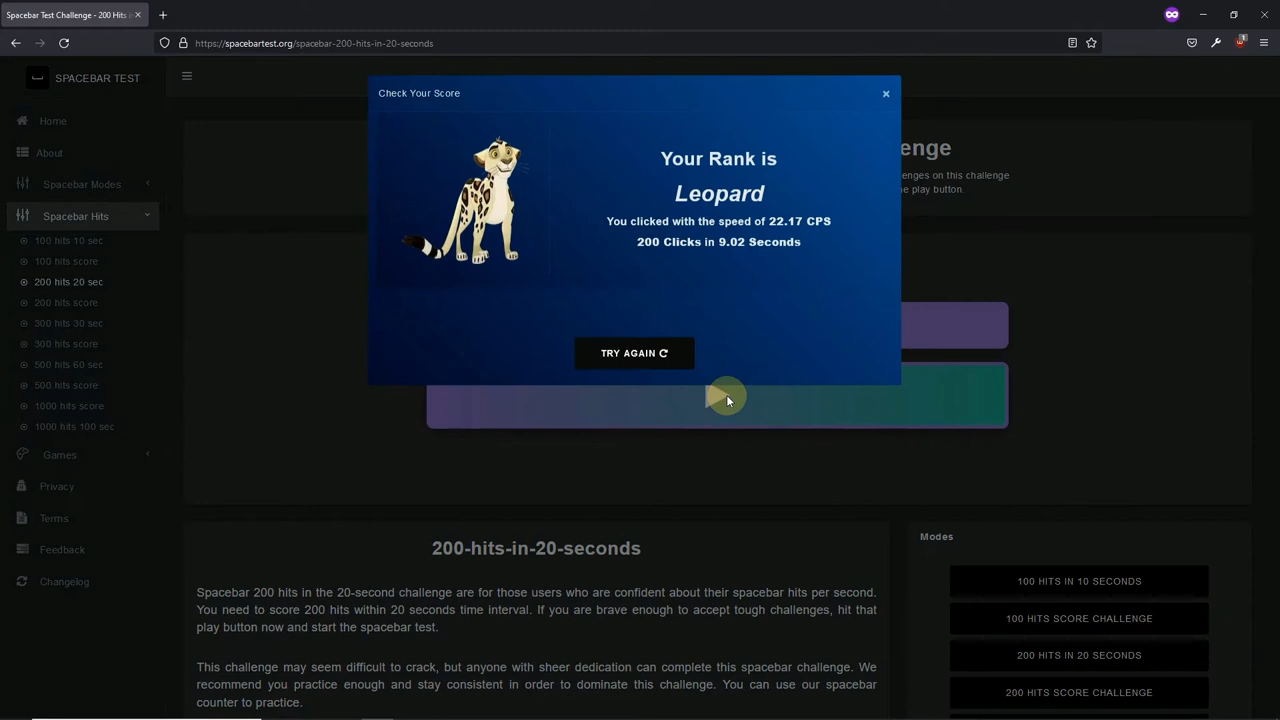 Spacebar Test Challenge - 200 Hits in
https://spacebartest.org/spacebar-200-hits-in-20-seconds
1
SPACEBAR TEST
Home
About
Spacebar Modes
Spacebar Hits
100 hits 10 sec
100 hits score
200 hits 20 sec
200 hits score
300 hits 30 sec
300 hits score
500 hits 60 sec
500 hits score
1000 hits score
1000 hits 100 sec
Games
Privacy
Terms
Feedback
Changelog
Check Your Score
×
Your Rank is
Leopard
You clicked with the speed of 22.17 CPS
200 Clicks in 9.02 Seconds
TRY AGAIN
enge
enges on this challenge
e play button.
200-hits-in-20-seconds
Spacebar 200 hits in the 20-second challenge are for those users who are confident about their spacebar hits per second.
You need to score 200 hits within 20 seconds time interval. If you are brave enough to accept tough challenges, hit that
play button now and start the spacebar test.
This challenge may seem difficult to crack, but anyone with sheer dedication can complete this spacebar challenge. We
recommend you practice enough and stay consistent in order to dominate this challenge. You can use our spacebar
counter to practice.
Modes
100 HITS IN 10 SECONDS
100 HITS SCORE CHALLENGE
200 HITS IN 20 SECONDS
200 HITS SCORE CHALLENGE